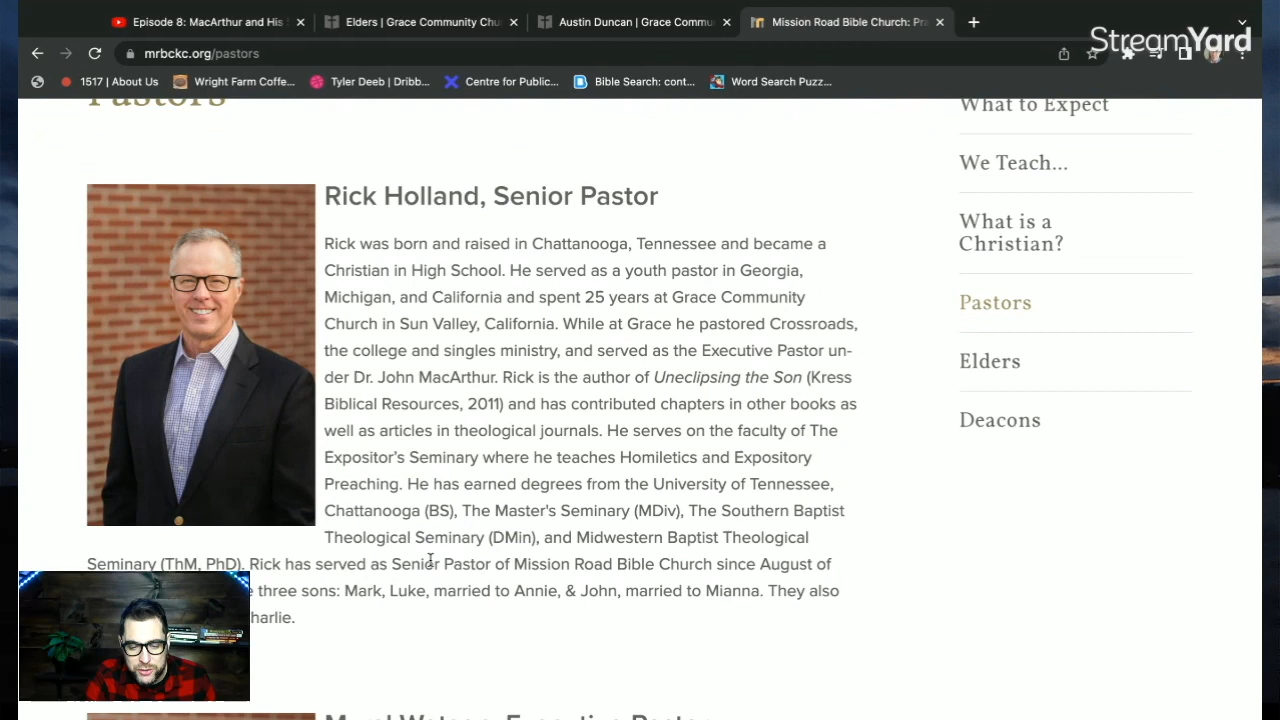 Episode 8: MacArthur and His
Elders | Grace Community Chu
Austin Duncan | Grace Commu
Mission Road Bible Church: Pra
StreamYard
mrbckc.org/pastors
1517 | About Us
Wright Farm Coffe...
Tyler Deeb | Dribb...
Centre for Public...
Bible Search: cont...
Word Search Puzz...
Pastors
Rick Holland, Senior Pastor
Rick was born and raised in Chattanooga, Tennessee and became a
Christian in High School. He served as a youth pastor in Georgia,
Michigan, and California and spent 25 years at Grace Community
Church in Sun Valley, California. While at Grace he pastored Crossroads,
the college and singles ministry, and served as the Executive Pastor un-
der Dr. John MacArthur. Rick is the author of Uneclipsing the Son (Kress
Biblical Resources, 2011) and has contributed chapters in other books as
well as articles in theological journals. He serves on the faculty of The
Expositor's Seminary where he teaches Homiletics and Expository
Preaching. He has earned degrees from the University of Tennessee,
Chattanooga (BS), The Master's Seminary (MDiv), The Southern Baptist
Theological Seminary (DMin), and Midwestern Baptist Theological
Seminary (ThM, PhD). Rick has served as Senior Pastor of Mission Road Bible Church since August of
three sons: Mark, Luke, married to Annie, & John, married to Mianna. They also
harlie.
What to Expect
We Teach...
What is a
Christian?
Pastors
Elders
Deacons